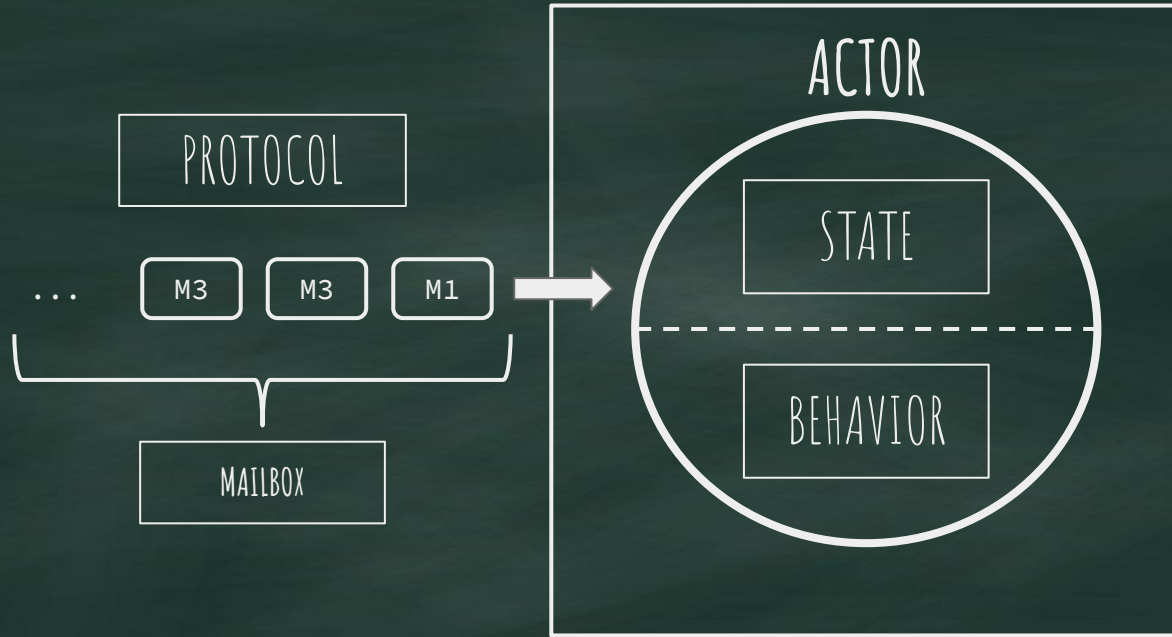 ACTOR
PROTOCOL
STATE
... M3 M3 M1
BEHAVIOR
MAILBOX